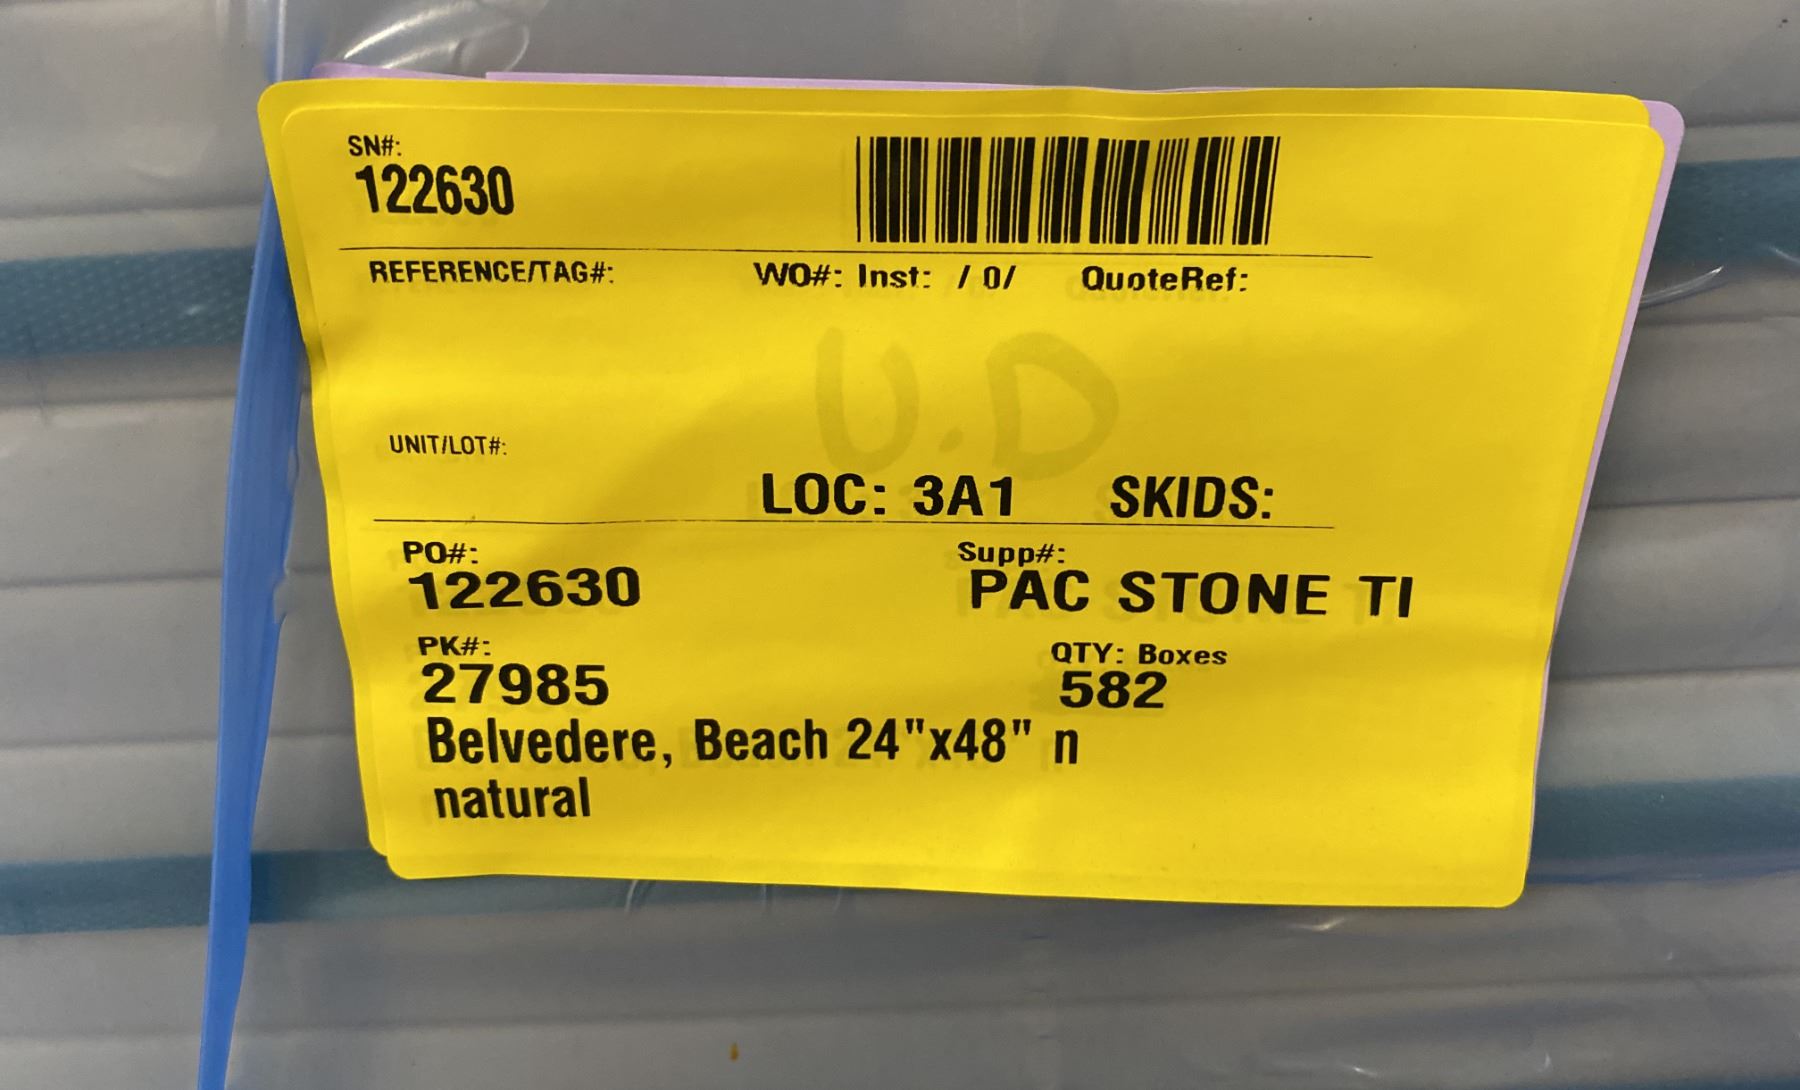 SN#:
122630
REFERENCE/TAG#: WO#: Inst: / 0/ QuoteRef:
U.D
UNIT/LOT#:
LOC: 3A1 SKIDS:
PO#: Supp#:
122630 PAC STONE TI
PK#: QTY: Boxes
27985 582
Belvedere, Beach 24"x48" n
natural